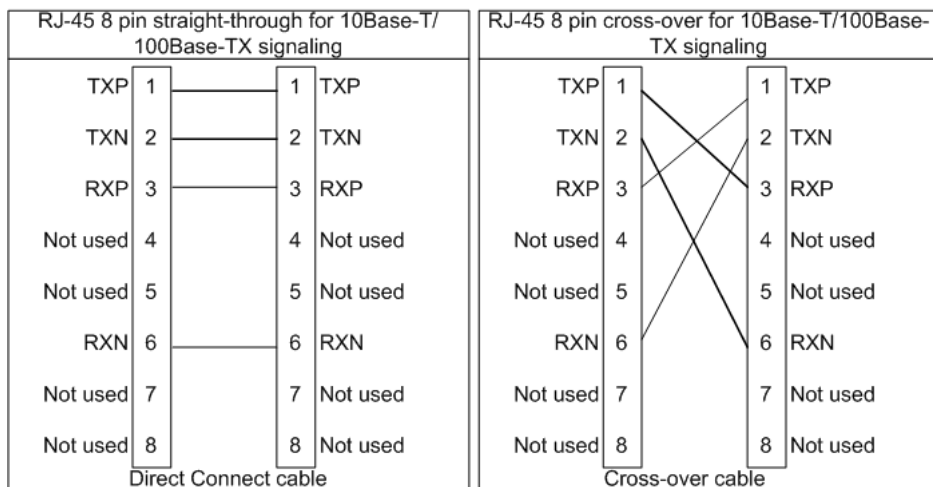 RJ-45 8 pin straight-through for 10Base-T/
100Base-TX signaling
TXP 1 1 TXP
TXN 2 2 TXN
RXP 3 3 RXP
Not used 4 4 Not used
Not used 5 5 Not used
RXN 6 6 RXN
Not used 7 7 Not used
Not used 8 8 Not used
Direct Connect cable
RJ-45 8 pin cross-over for 10Base-T/100Base-
TX signaling
TXP 1 1 TXP
TXN 2 2 TXN
RXP 3 3 RXP
Not used 4 4 Not used
Not used 5 5 Not used
RXN 6 6 RXN
Not used 7 7 Not used
Not used 8 8 Not used
Cross-over cable